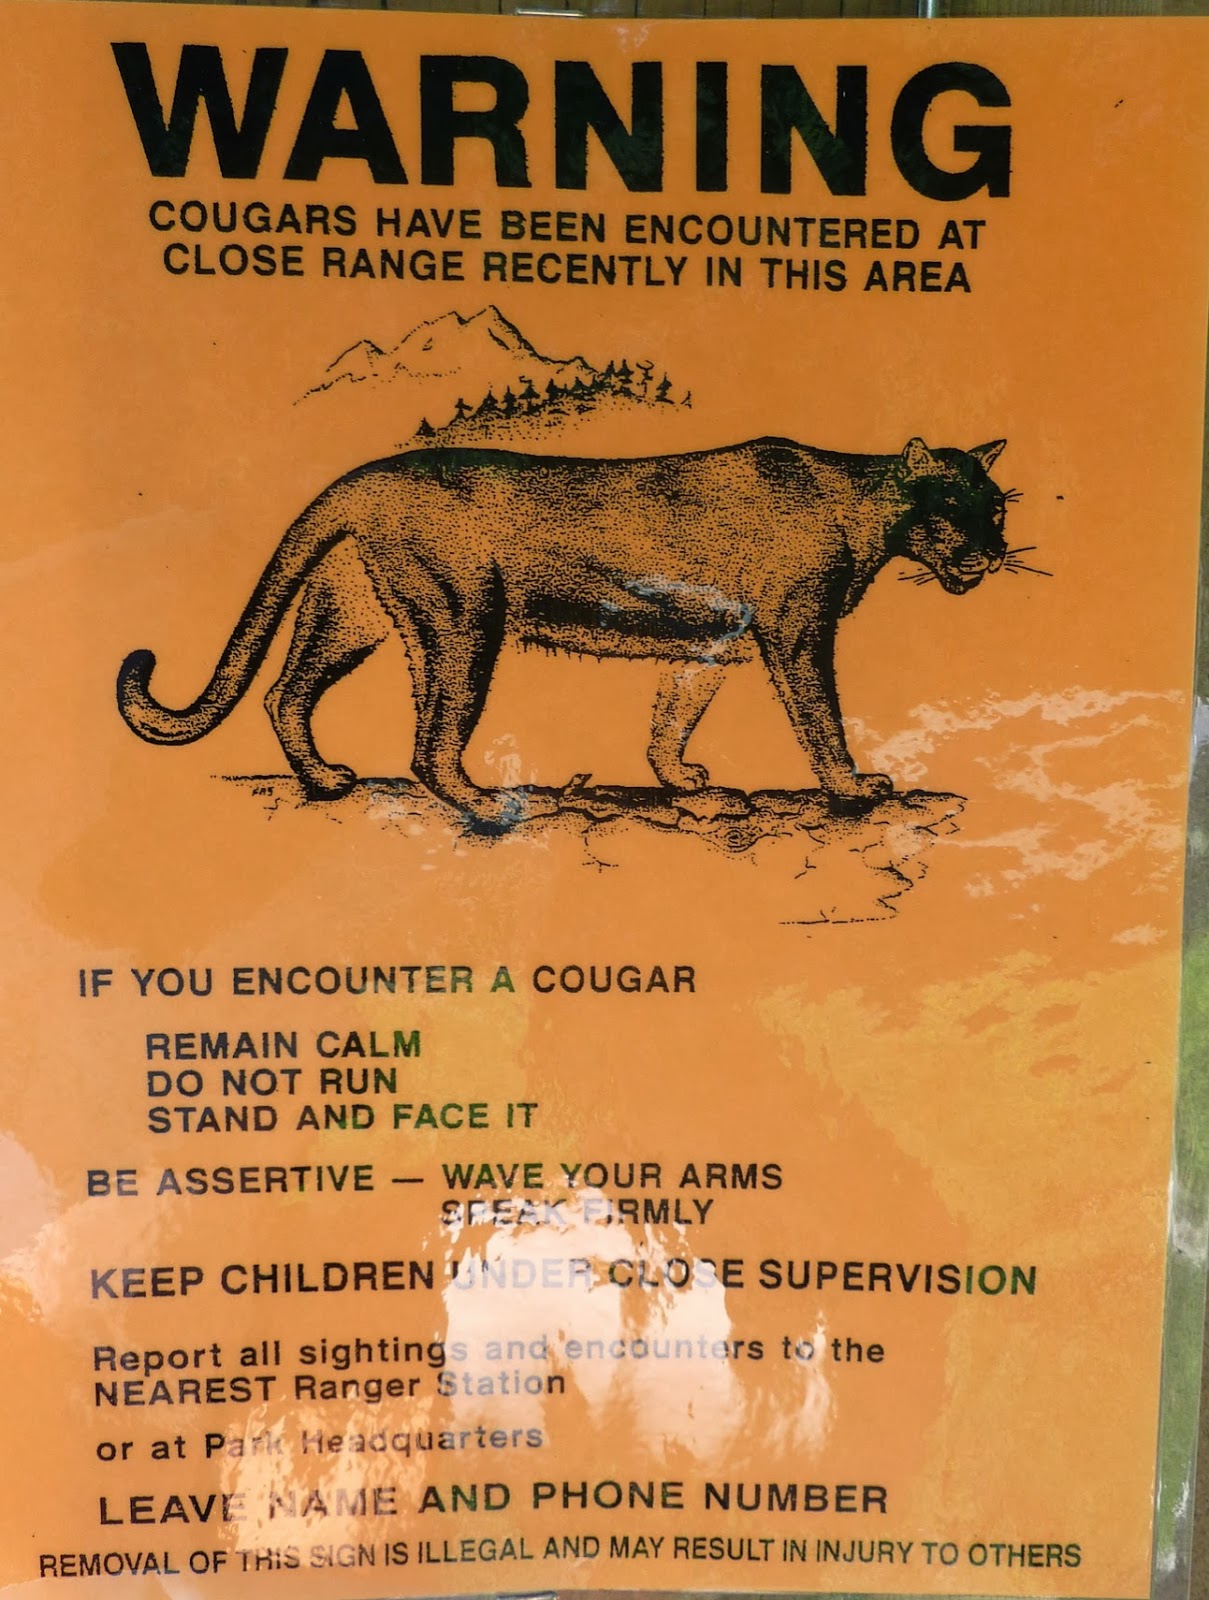 WARNING
COUGARS HAVE BEEN ENCOUNTERED AT
CLOSE RANGE RECENTLY IN THIS AREA
IF YOU ENCOUNTER A COUGAR
REMAIN CALM
DO NOT RUN
STAND AND FACE IT
BE ASSERTIVE — WAVE YOUR ARMS
SPEAK FIRMLY
KEEP CHILDREN UNDER CLOSE SUPERVISION
Report all sightings and encounters to the
NEAREST Ranger Station
or at Park Headquarters
LEAVE NAME AND PHONE NUMBER
REMOVAL OF THIS SIGN IS ILLEGAL AND MAY RESULT IN INJURY TO OTHERS